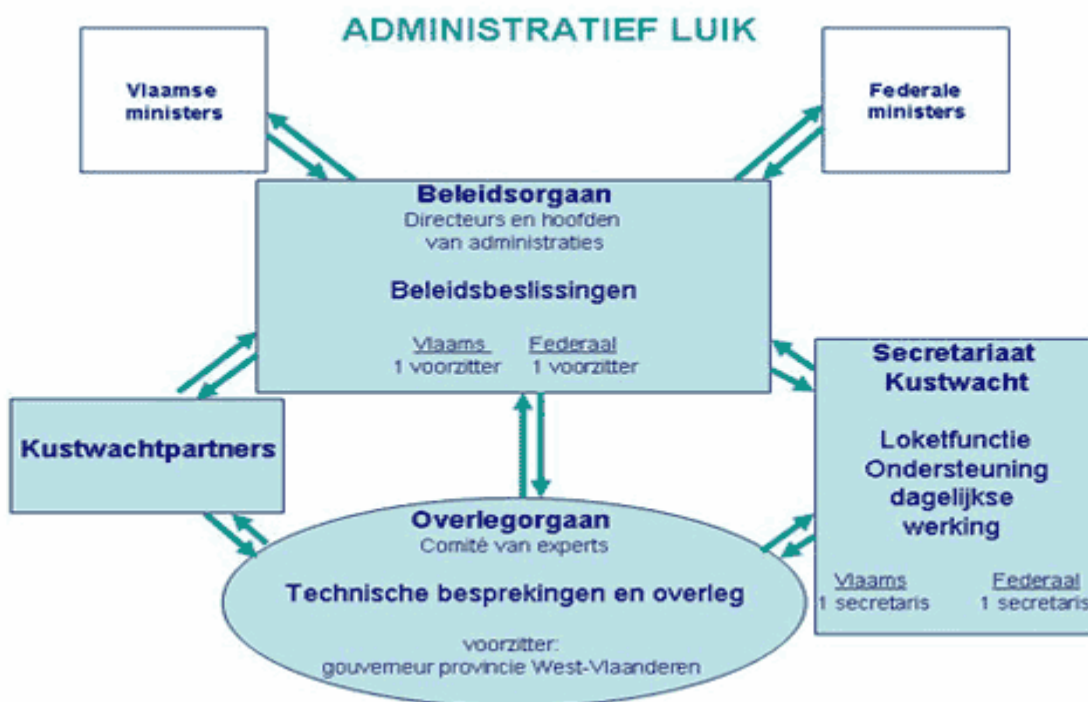 ADMINISTRATIEF LUIK
Vlaamse
ministers
Federale
ministers
Beleidsorgaan
Directeurs en hoofden
van administraties
Beleidsbeslissingen
Vlaams Federaal
1 voorzitter 1 voorzitter
Kustwachtpartners
Secretariaat
Kustwacht
Loketfunctie
Ondersteuning
dagelijkse
werking
Vlaams Federaal
1 secretaris 1 secretaris
Overlegorgaan
Comité van experts
Technische besprekingen en overleg
voorzitter:
gouverneur provincie West-Vlaanderen